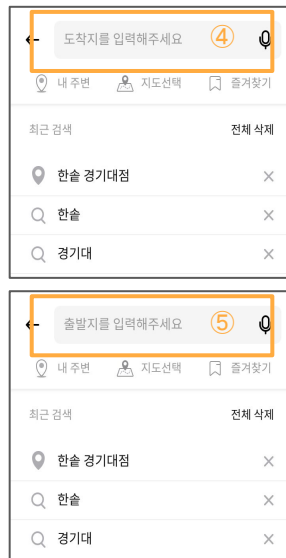 도착지를 입력해주세요 ④
내 주변 지도선택 즐겨찾기
최근 검색 전체 삭제
한솥 경기대점
한솥
경기대
출발지를 입력해주세요 ⑤
내 주변 지도선택 즐겨찾기
최근 검색 전체 삭제
한솥 경기대점
한솥
경기대